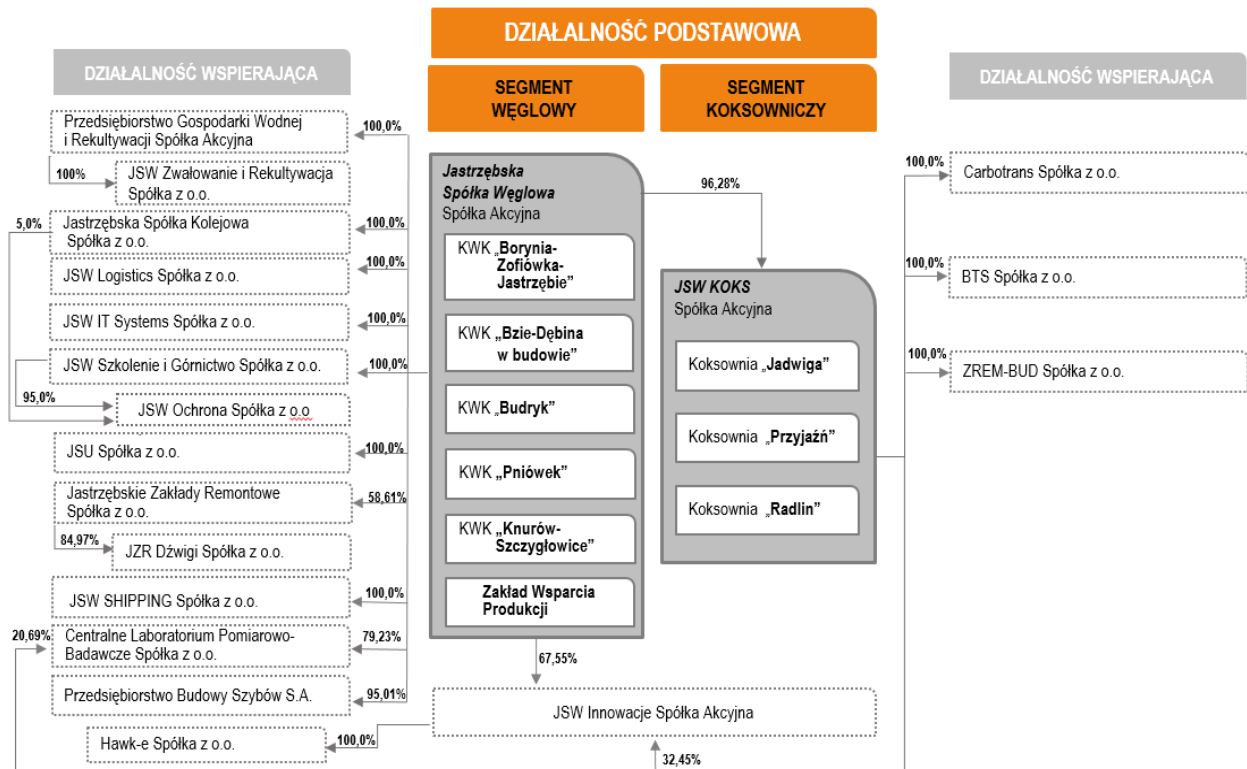 DZIAŁALNOŚĆ PODSTAWOWA
DZIAŁALNOŚĆ WSPIERAJĄCA
SEGMENT
WĘGLOWY
SEGMENT
KOKSOWNICZY
DZIAŁALNOŚĆ WSPIERAJĄCA
Przedsiębiorstwo Gospodarki Wodnej
i Rekultywacji Spółka Akcyjna
100,0%
100%
JSW Zwałowanie i Rekultywacja
Spółka z o.o.
5,0%
Jastrzębska Spółka Kolejowa
Spółka z o.o.
100,0%
JSW Logistics Spółka z o.o.
100,0%
JSW IT Systems Spółka z o.o.
100,0%
JSW Szkolenie i Górnictwo Spółka z o.o.
100,0%
95,0%
JSW Ochrona Spółka z o.o
JSU Spółka z o.o.
100,0%
Jastrzębskie Zakłady Remontowe
Spółka z o.o.
58,61%
84,97%
JZR Dźwigi Spółka z o.o.
JSW SHIPPING Spółka z o.o.
100,0%
20,69%
Centralne Laboratorium Pomiarowo-
Badawcze Spółka z o.o.
79,23%
Przedsiębiorstwo Budowy Szybów S.A.
95,01%
Hawk-e Spółka z o.o.
100,0%
Jastrzębska
Spółka Węglowa
Spółka Akcyjna
KWK „Borynia-
Zofiówka-
Jastrzębie”
KWK „Bzie-Dębina
w budowie”
KWK „Budryk”
KWK „Pniówek”
KWK „Knurów-
Szczygłowice”
Zakład Wsparcia
Produkcji
67,55%
JSW Innowacje Spółka Akcyjna
32,45%
96,28%
JSW KOKS
Spółka Akcyjna
Koksownia „Jadwiga”
Koksownia „Przyjaźń”
Koksownia „Radlin”
100,0%
Carbotrans Spółka z o.o.
100,0%
BTS Spółka z o.o.
100,0%
ZREM-BUD Spółka z o.o.